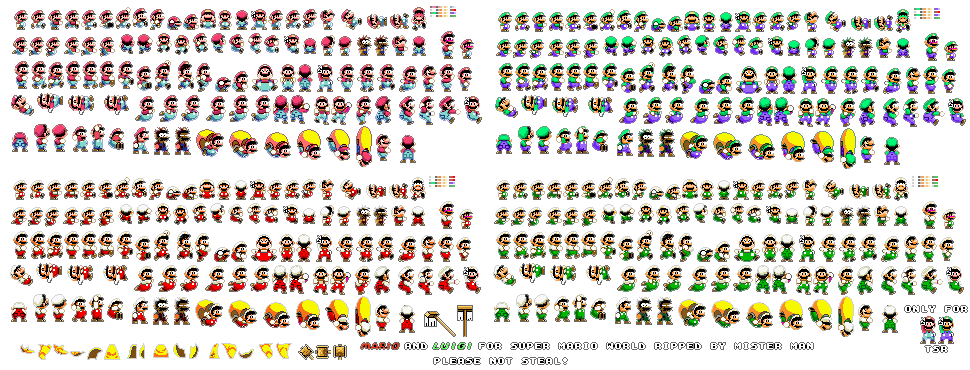 ONLY FOR
TSR
MARIO AND LUIGI FOR SUPER MARIO WORLD RIPPED BY MISTER MAN
PLEASE NOT STEAL!